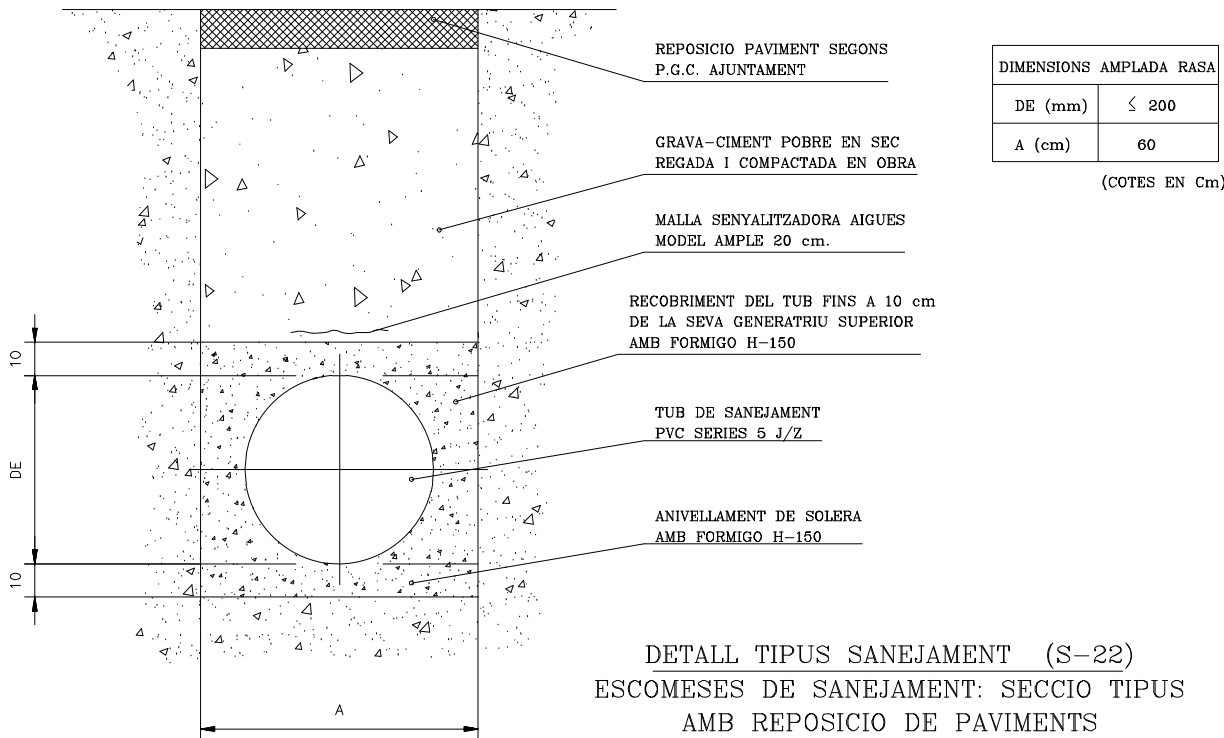 REPOSICIO PAVIMENT SEGONS
P.G.C. AJUNTAMENT
GRAVA-CIMENT POBRE EN SEC
REGADA I COMPACTADA EN OBRA
MALLA SENYALITZADORA AIGUES
MODEL AMPLE 20 cm.
RECOBRIMENT DEL TUB FINS A 10 cm
DE LA SEVA GENERATRIU SUPERIOR
AMB FORMIGO H-150
TUB DE SANEJAMENT
PVC SERIES 5 J/Z
ANIVELLAMENT DE SOLERA
AMB FORMIGO H-150
DIMENSIONS AMPLADA RASA
DE (mm) ≤ 200
A (cm) 60
(COTES EN Cm)
10
DE
10
A
DETALL TIPUS SANEJAMENT (S-22)
ESCOMESES DE SANEJAMENT: SECCIO TIPUS
AMB REPOSICIO DE PAVIMENTS